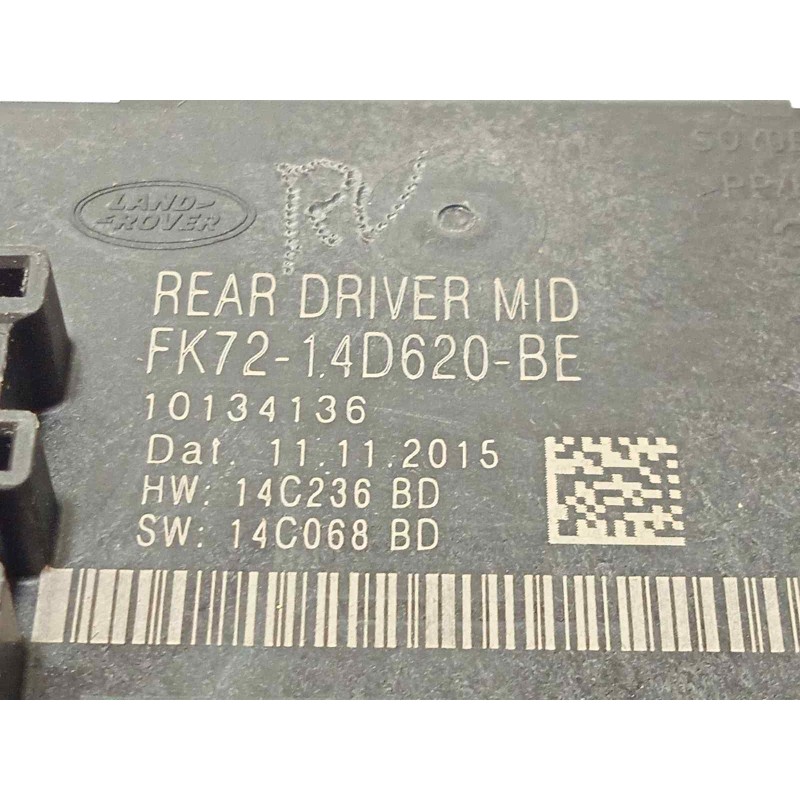 LAND-
-ROVER
RV
REAR DRIVER MID
FK72-14D620-BE
10134136
Dat. 11.11.2015
HW: 14C236 BD
SW: 14C068 BD